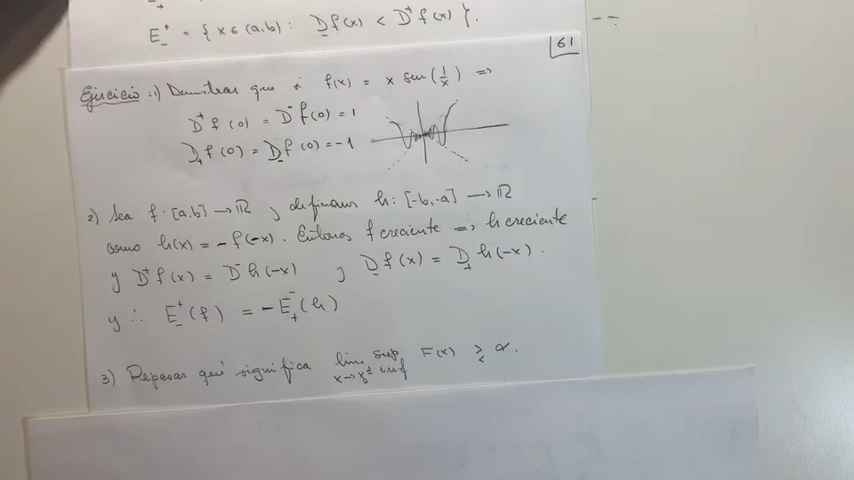 E₋⁺ = { x ∈ (a,b) : D₋f(x) < D⁺f(x) }.
61
Ejercicio: 1) Demostrar que si f(x) = x sen(1/x) =>
D⁺f(0) = D⁻f(0) = 1
D₊f(0) = D₋f(0) = -1
2) Sea f: [a,b] → ℝ y definamos h: [-b,-a] → ℝ
como h(x) = -f(-x). Entonces f creciente => h creciente
y D⁺f(x) = D⁻h(-x) y D₋f(x) = D₊h(-x).
y ∴ E₋⁺(f) = -E₊⁻(h)
3) Repasar qué significa lim sup inf x→x₀± F(x) ≷ α.